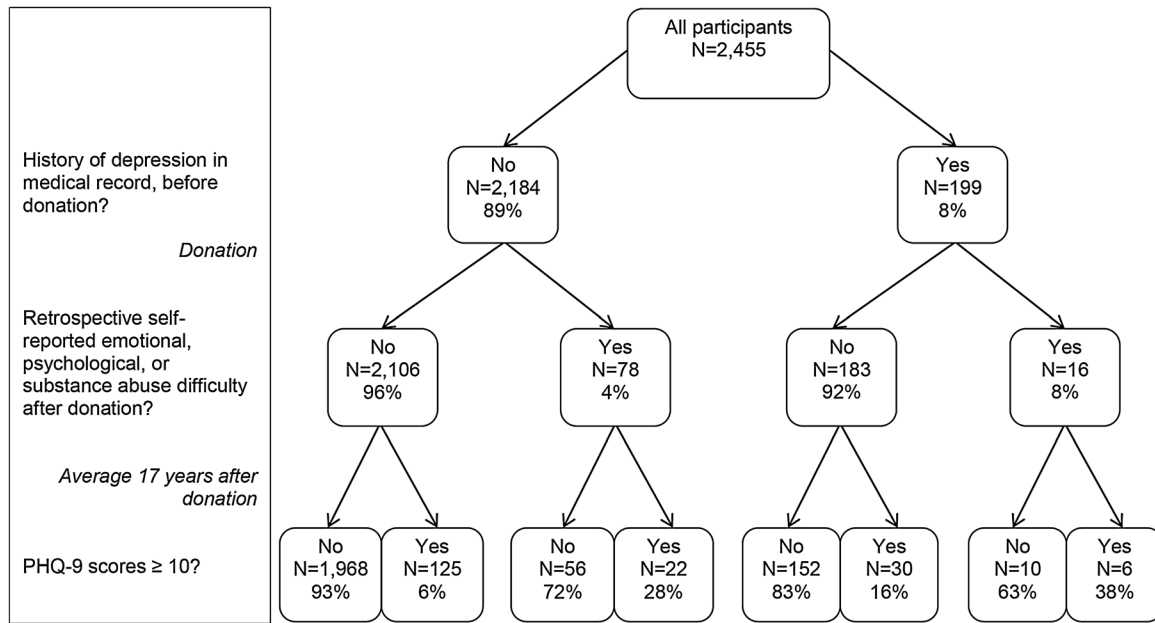 All participants
N=2,455
History of depression in
medical record, before
donation?
No
N=2,184
89%
Yes
N=199
8%
Donation
Retrospective self-
reported emotional,
psychological, or
substance abuse difficulty
after donation?
No
N=2,106
96%
Yes
N=78
4%
No
N=183
92%
Yes
N=16
8%
Average 17 years after
donation
PHQ-9 scores ≥ 10?
No
N=1,968
93%
Yes
N=125
6%
No
N=56
72%
Yes
N=22
28%
No
N=152
83%
Yes
N=30
16%
No
N=10
63%
Yes
N=6
38%